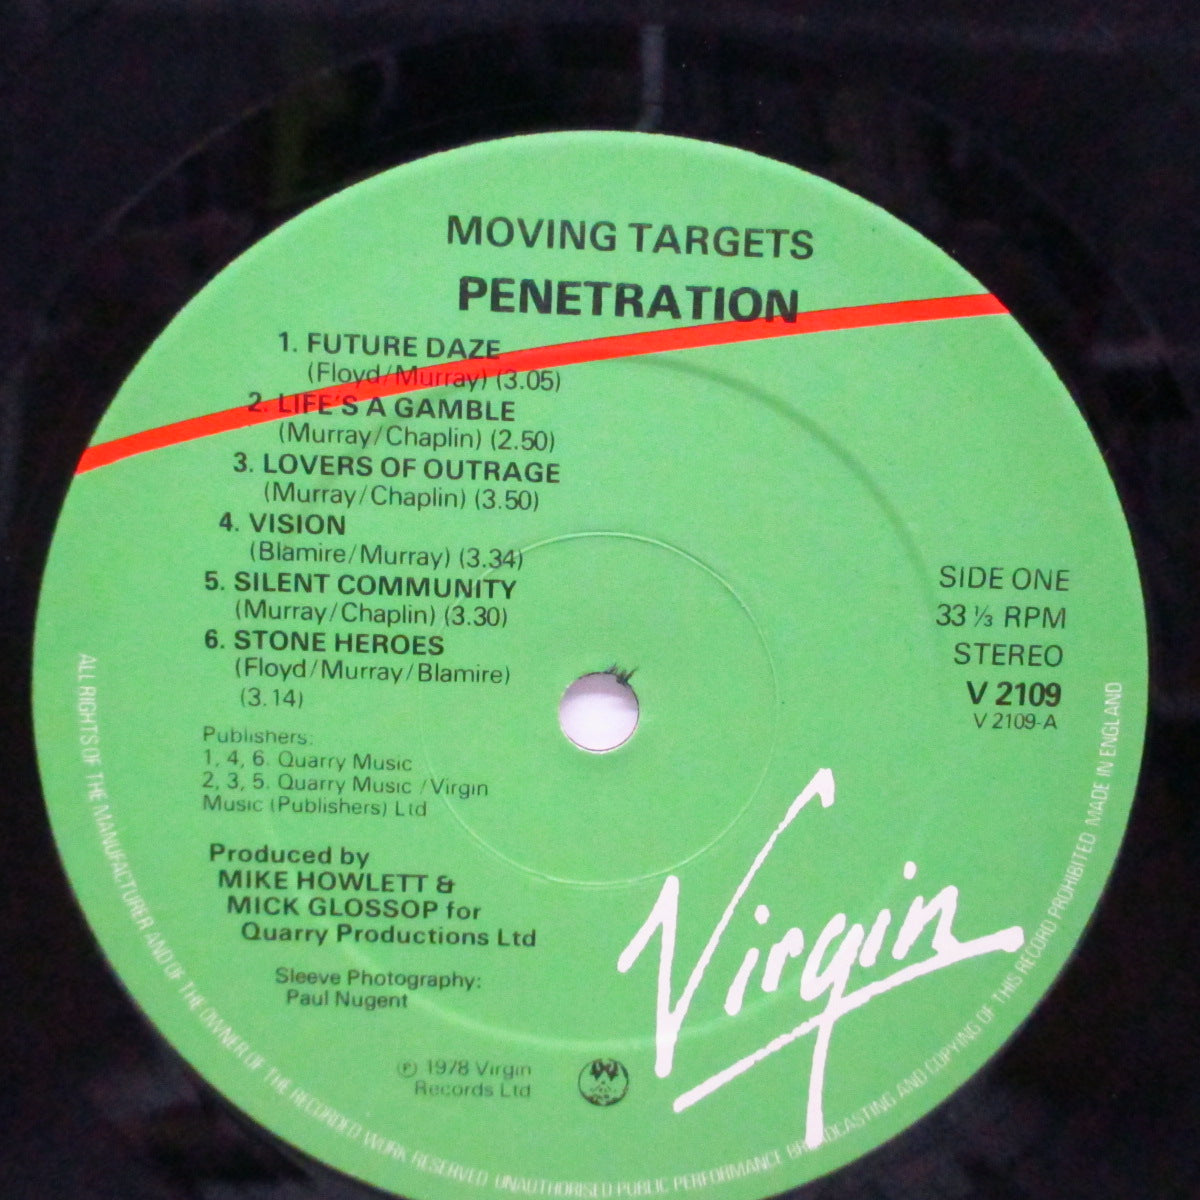 MOVING TARGETS
PENETRATION
1. FUTURE DAZE
(Floyd/Murray) (3.05)
2. LIFE'S A GAMBLE
(Murray/Chaplin) (2.50)
3. LOVERS OF OUTRAGE
(Murray/Chaplin) (3.50)
4. VISION
(Blamire/Murray) (3.34)
5. SILENT COMMUNITY
(Murray/Chaplin) (3.30)
6. STONE HEROES
(Floyd/Murray/Blamire)
(3.14)
SIDE ONE
33 ⅓ RPM
STEREO
V 2109
V 2109-A
Publishers:
1, 4, 6. Quarry Music
2, 3, 5. Quarry Music / Virgin
Music (Publishers) Ltd
Produced by
MIKE HOWLETT &
MICK GLOSSOP for
Quarry Productions Ltd
Sleeve Photography:
Paul Nugent
℗ 1978 Virgin
Records Ltd
Virgin
ALL RIGHTS OF THE MANUFACTURER AND OF THE OWNER OF THE RECORDED WORK RESERVED UNAUTHORISED PUBLIC PERFORMANCE BROADCASTING AND COPYING OF THIS RECORD PROHIBITED MADE IN ENGLAND